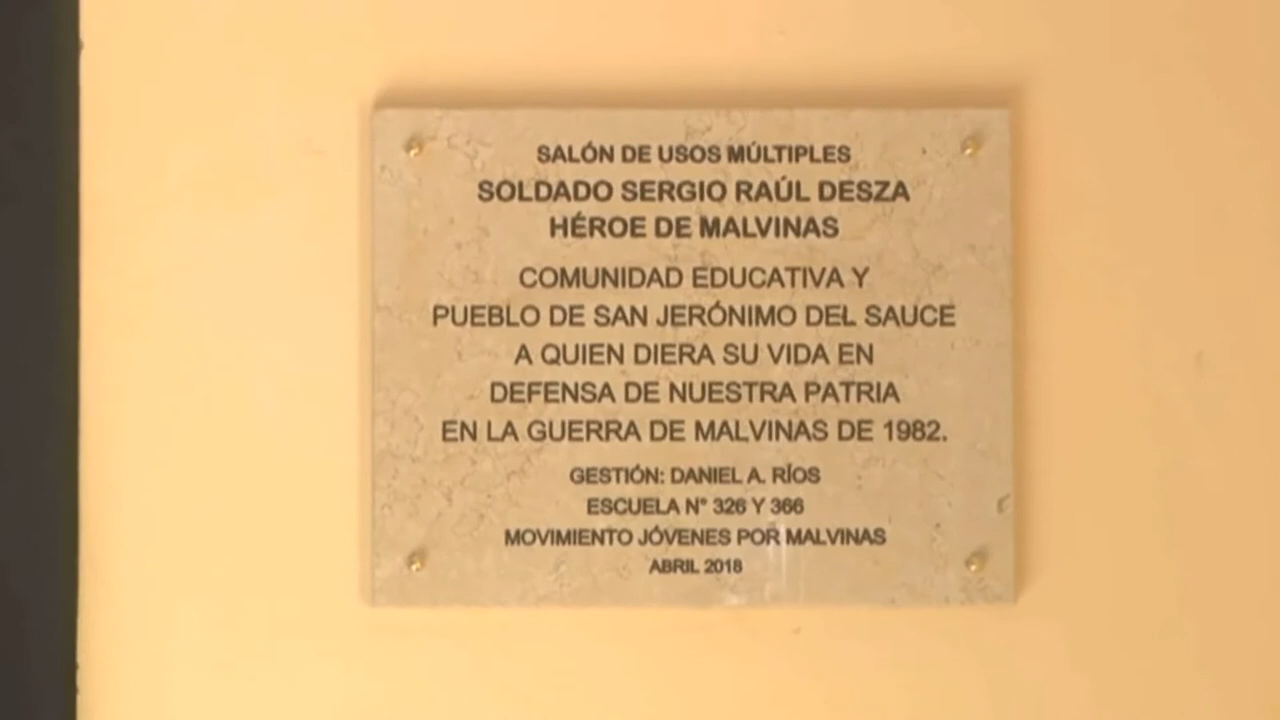 SALÓN DE USOS MÚLTIPLES
SOLDADO SERGIO RAÚL DESZA
HÉROE DE MALVINAS
COMUNIDAD EDUCATIVA Y
PUEBLO DE SAN JERÓNIMO DEL SAUCE
A QUIEN DIERA SU VIDA EN
DEFENSA DE NUESTRA PATRIA
EN LA GUERRA DE MALVINAS DE 1982.
GESTIÓN: DANIEL A. RÍOS
ESCUELA N° 326 Y 366
MOVIMIENTO JÓVENES POR MALVINAS
ABRIL 2018